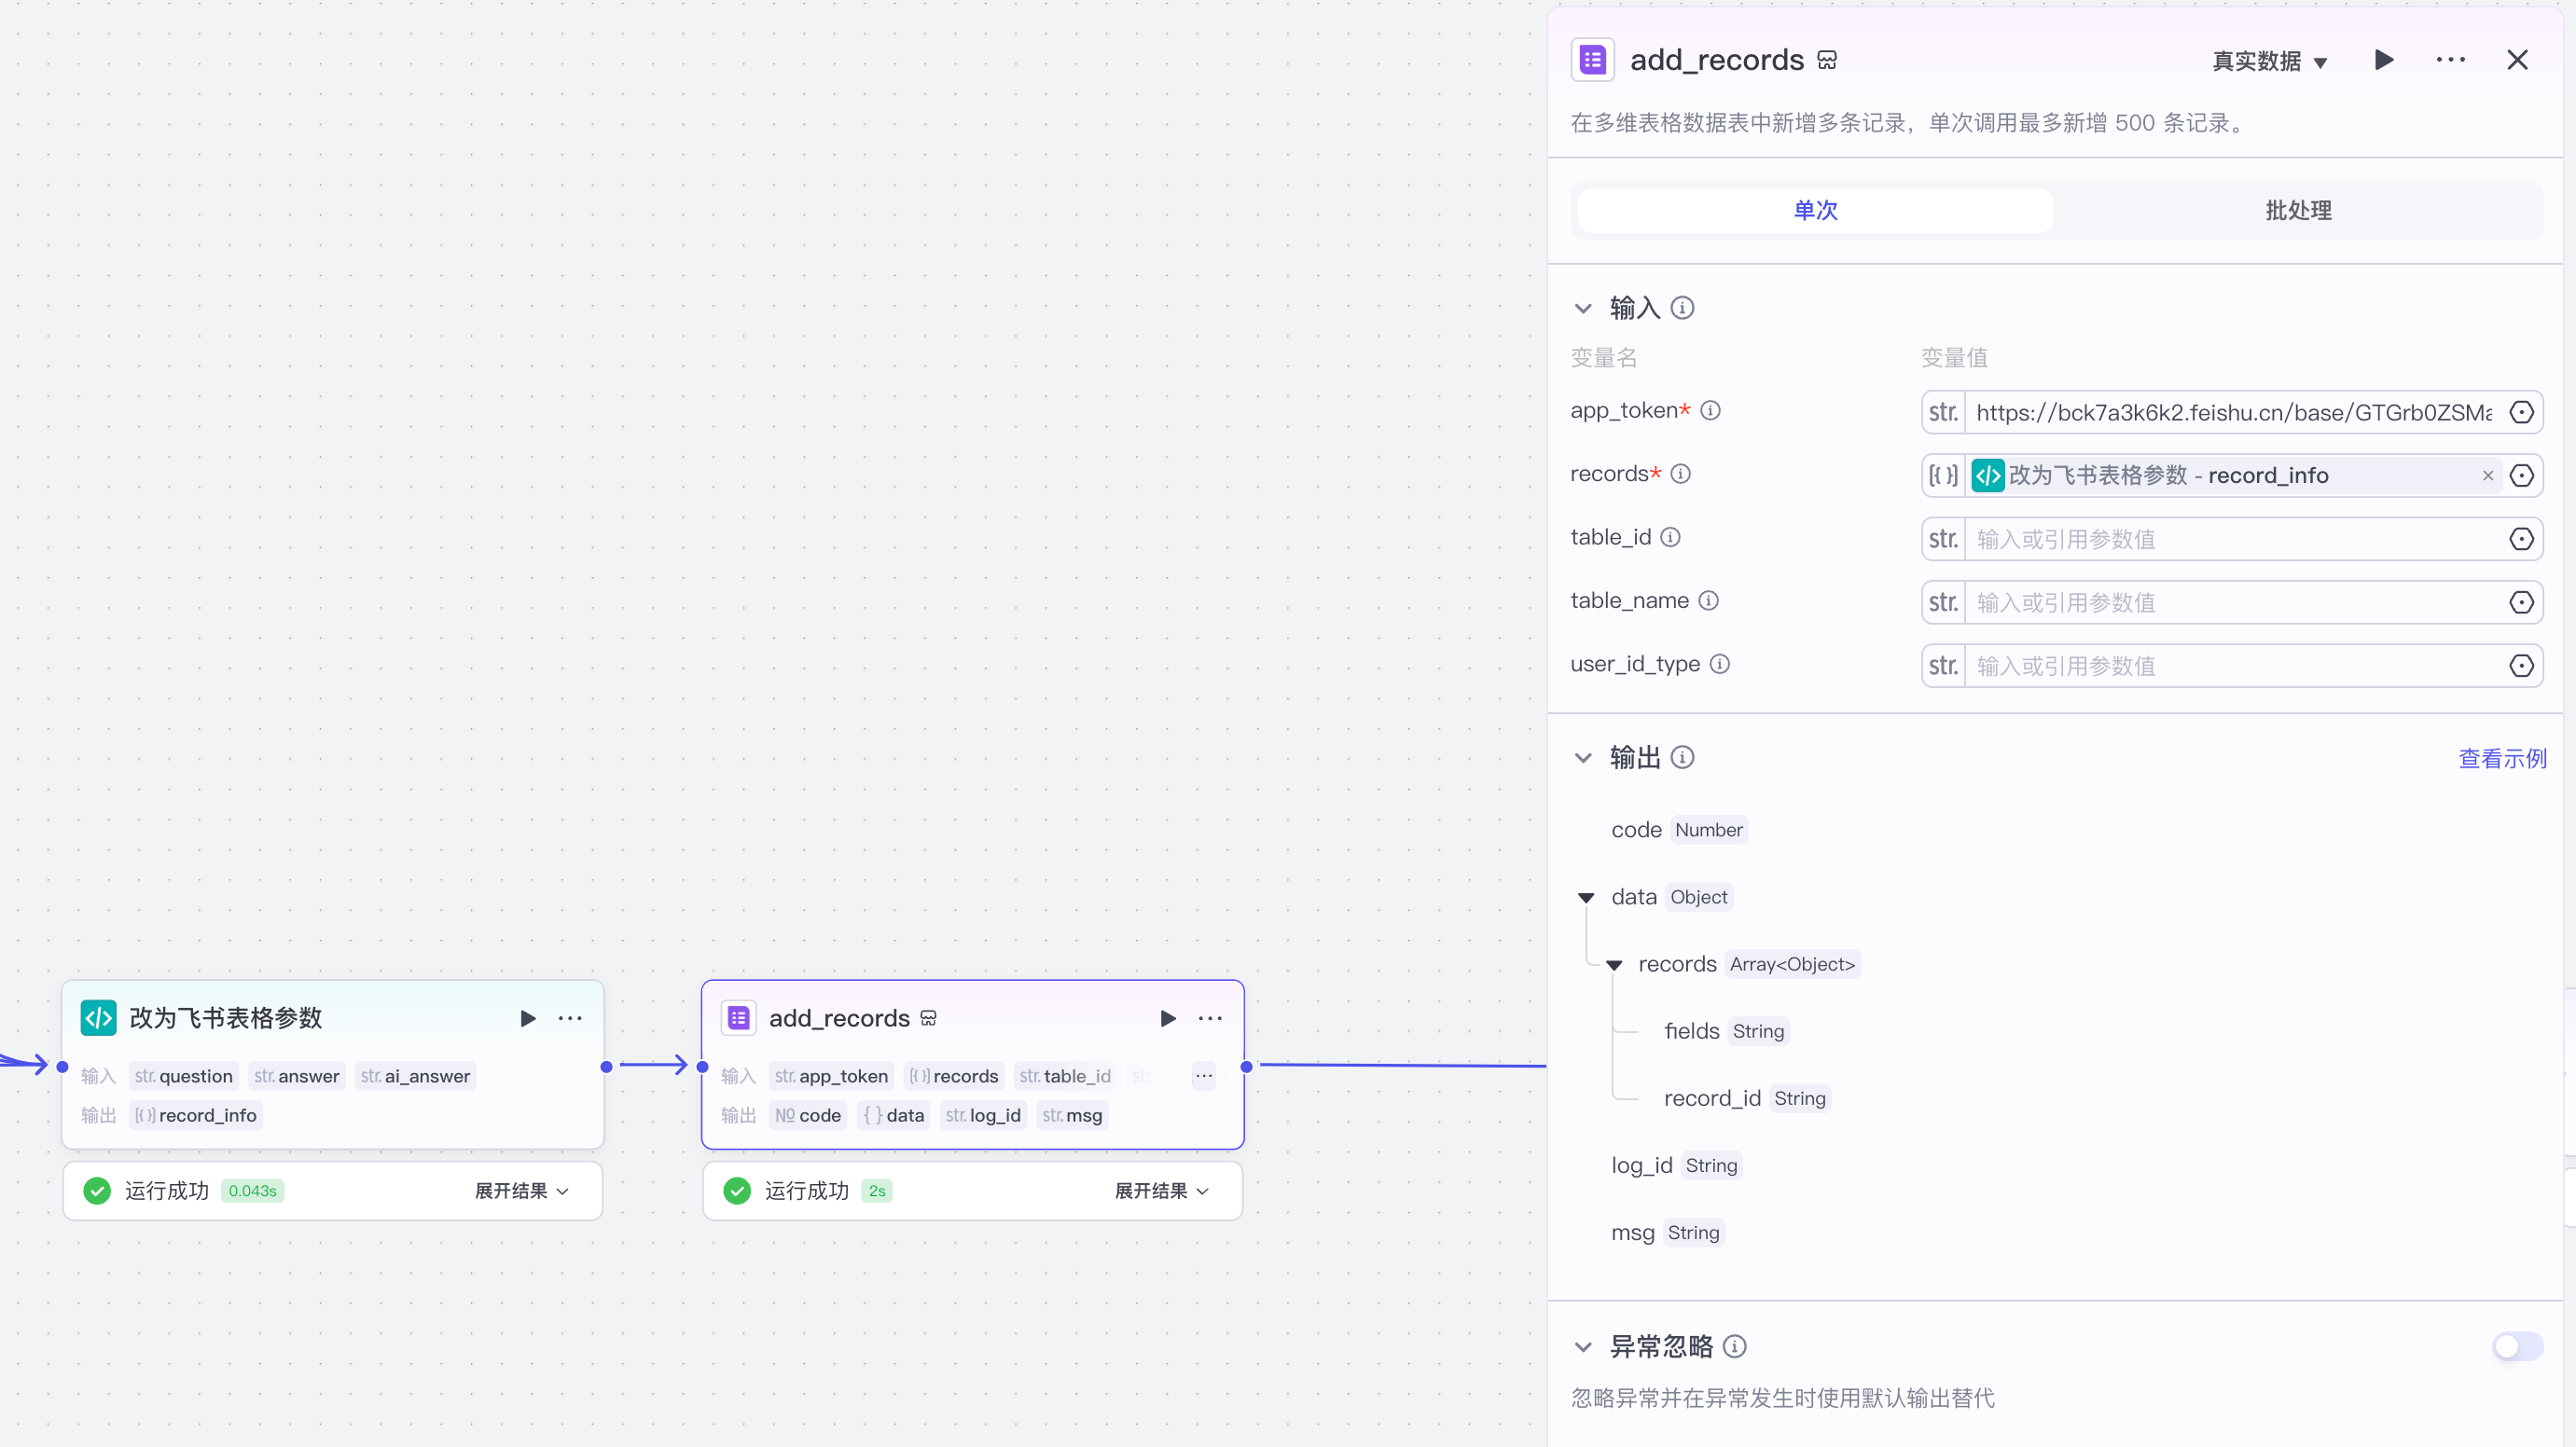 add_records
真实数据
在多维表格数据表中新增多条记录，单次调用最多新增 500 条记录。
单次
批处理
输入
变量名
变量值
app_token*
str. https://bck7a3k6k2.feishu.cn/base/GTGrb0ZSMa
records*
[{}] </> 改为飞书表格参数 - record_info ×
table_id
str. 输入或引用参数值
table_name
str. 输入或引用参数值
user_id_type
str. 输入或引用参数值
输出
查看示例
code Number
data Object
records Array<Object>
fields String
record_id String
log_id String
msg String
异常忽略
忽略异常并在异常发生时使用默认输出替代
</> 改为飞书表格参数 ···
输入 str. question str. answer str. ai_answer
输出 [{}] record_info
运行成功 0.043s 展开结果
add_records ···
输入 str. app_token [{}] records str. table_id str ···
输出 № code { } data str. log_id str. msg
运行成功 2s 展开结果